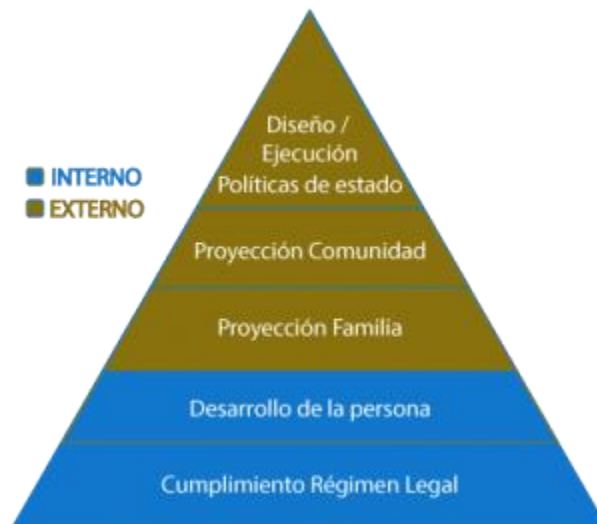 Diseño /
Ejecución
Políticas de estado
INTERNO
EXTERNO
Proyección Comunidad
Proyección Familia
Desarrollo de la persona
Cumplimiento Régimen Legal